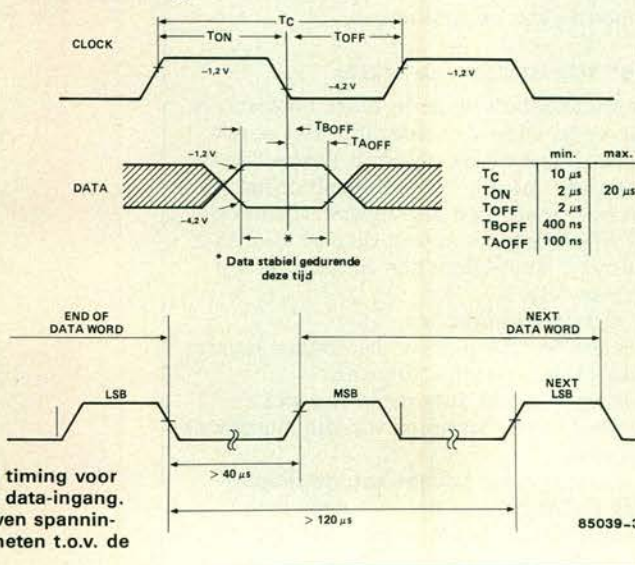 CLOCK
TC
TON
TOFF
–1,2 V
–4,2 V
–1,2 V
TBOFF
TAOFF
DATA
–1,2 V
–4,2 V
*
* Data stabiel gedurende
deze tijd
min. max.
TC 10 µs
TON 2 µs 20 µs
TOFF 2 µs
TBOFF 400 ns
TAOFF 100 ns
END OF
DATA WORD
NEXT
DATA WORD
LSB
MSB
NEXT
LSB
> 40 µs
> 120 µs
timing voor
data-ingang.
ven spannin-
neten t.o.v. de
85039-3